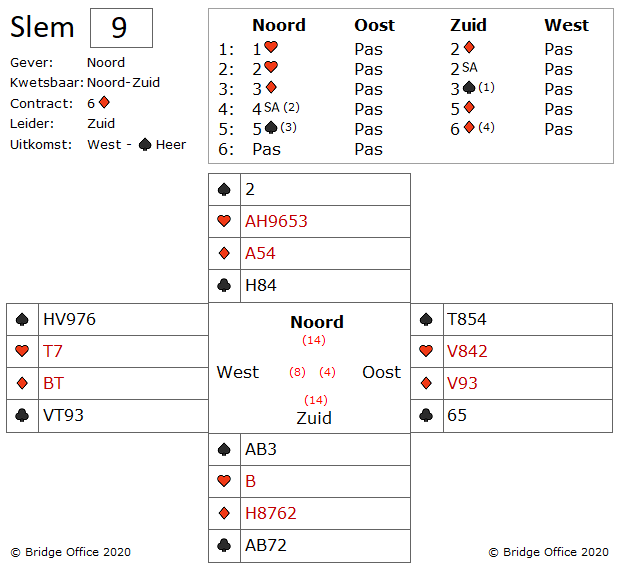 Slem 9
Gever: Noord
Kwetsbaar: Noord-Zuid
Contract: 6♦
Leider: Zuid
Uitkomst: West - ♠ Heer
Noord Oost Zuid West
1: 1♥ Pas 2♦ Pas
2: 2♥ Pas 2SA Pas
3: 3♦ Pas 3♠ (1) Pas
4: 4SA (2) Pas 5♦ Pas
5: 5♠ (3) Pas 6♦ (4) Pas
6: Pas Pas
♠ 2
♥ AH9653
♦ A54
♣ H84
♠ HV976
♥ T7
♦ BT
♣ VT93
Noord
(14)
West (8) (4) Oost
(14)
Zuid
♠ T854
♥ V842
♦ V93
♣ 65
♠ AB3
♥ B
♦ H8762
♣ AB72
© Bridge Office 2020
© Bridge Office 2020